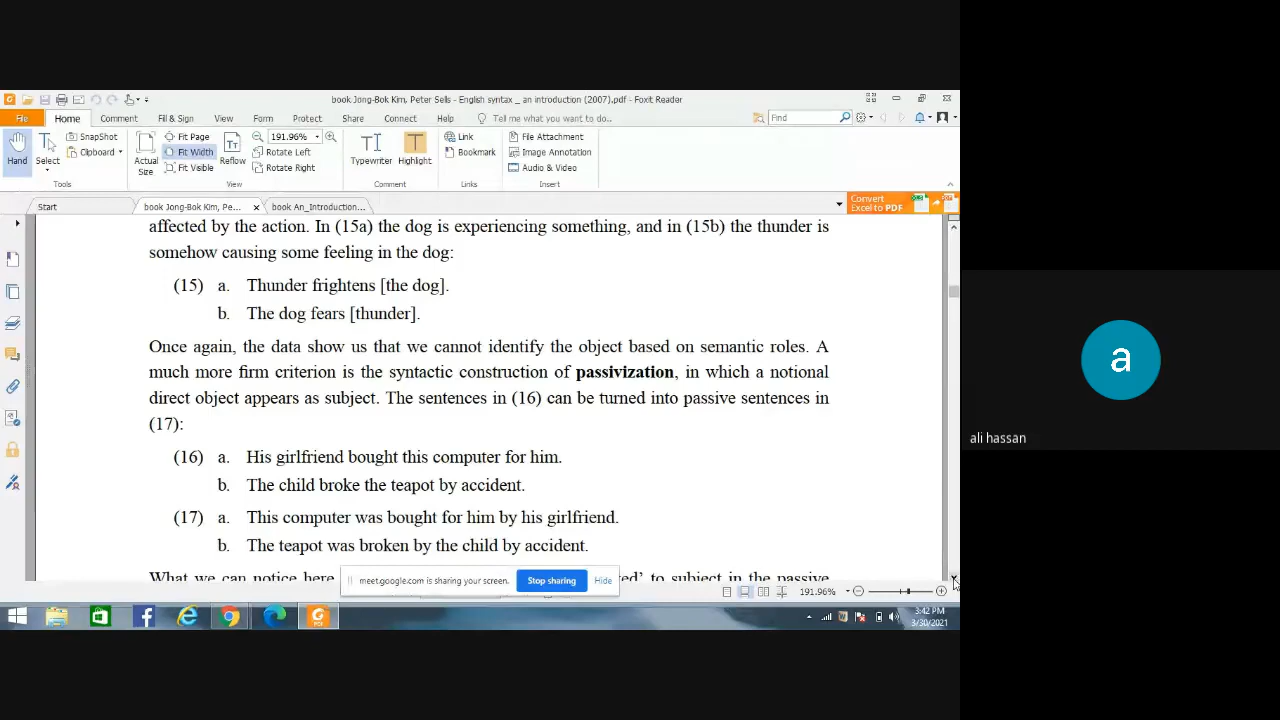 book Jong-Bok Kim, Peter Sells - English syntax _ an introduction (2007).pdf - Foxit Reader
File Home Comment Fill & Sign View Form Protect Share Connect Help Tell me what you want to do.. Find
Hand Select SnapShot Clipboard Actual Size Fit Page Fit Width Fit Visible Reflow 191.96% Rotate Left Rotate Right Typewriter Highlight Link Bookmark File Attachment Image Annotation Audio & Video
Tools View Comment Links Insert
Start book Jong-Bok Kim, Pe... book An_Introduction... Convert Excel to PDF
affected by the action. In (15a) the dog is experiencing something, and in (15b) the thunder is
somehow causing some feeling in the dog:
(15) a. Thunder frightens [the dog].
b. The dog fears [thunder].
Once again, the data show us that we cannot identify the object based on semantic roles. A
much more firm criterion is the syntactic construction of passivization, in which a notional
direct object appears as subject. The sentences in (16) can be turned into passive sentences in
(17):
(16) a. His girlfriend bought this computer for him.
b. The child broke the teapot by accident.
(17) a. This computer was bought for him by his girlfriend.
b. The teapot was broken by the child by accident.
What we can notice here to subject in the passive
meet.google.com is sharing your screen. Stop sharing Hide
191.96%
3:42 PM
3/30/2021
a
ali hassan